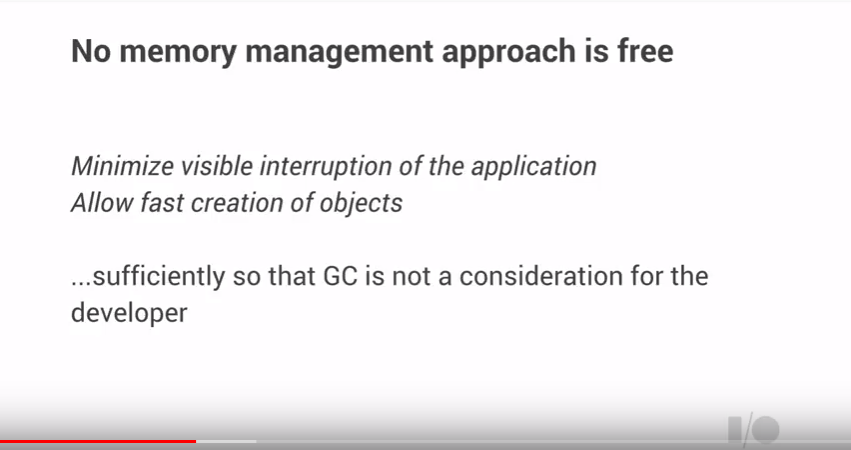 No memory management approach is free
Minimize visible interruption of the application
Allow fast creation of objects
...sufficiently so that GC is not a consideration for the
developer
I/O